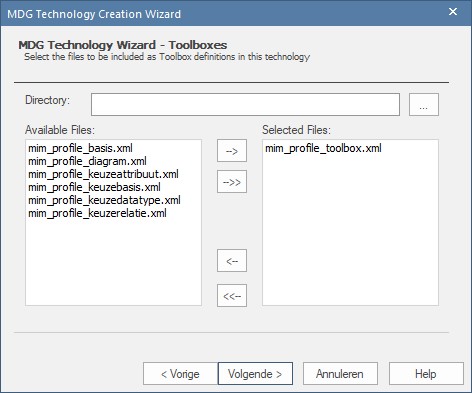 MDG Technology Creation Wizard
MDG Technology Wizard - Toolboxes
Select the files to be included as Toolbox definitions in this technology
Directory:
...
Available Files:
Selected Files:
mim_profile_basis.xml
mim_profile_diagram.xml
mim_profile_keuzeattribuut.xml
mim_profile_keuzebasis.xml
mim_profile_keuzedatatype.xml
mim_profile_keuzerelatie.xml
-->
-->>
<--
<<--
mim_profile_toolbox.xml
< Vorige
Volgende >
Annuleren
Help